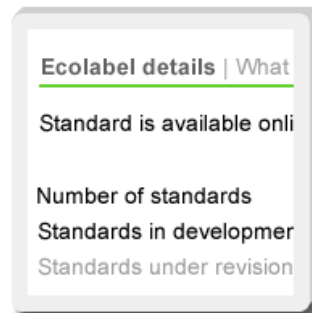 Ecolabel details | What
Standard is available onli
Number of standards
Standards in developmer
Standards under revision